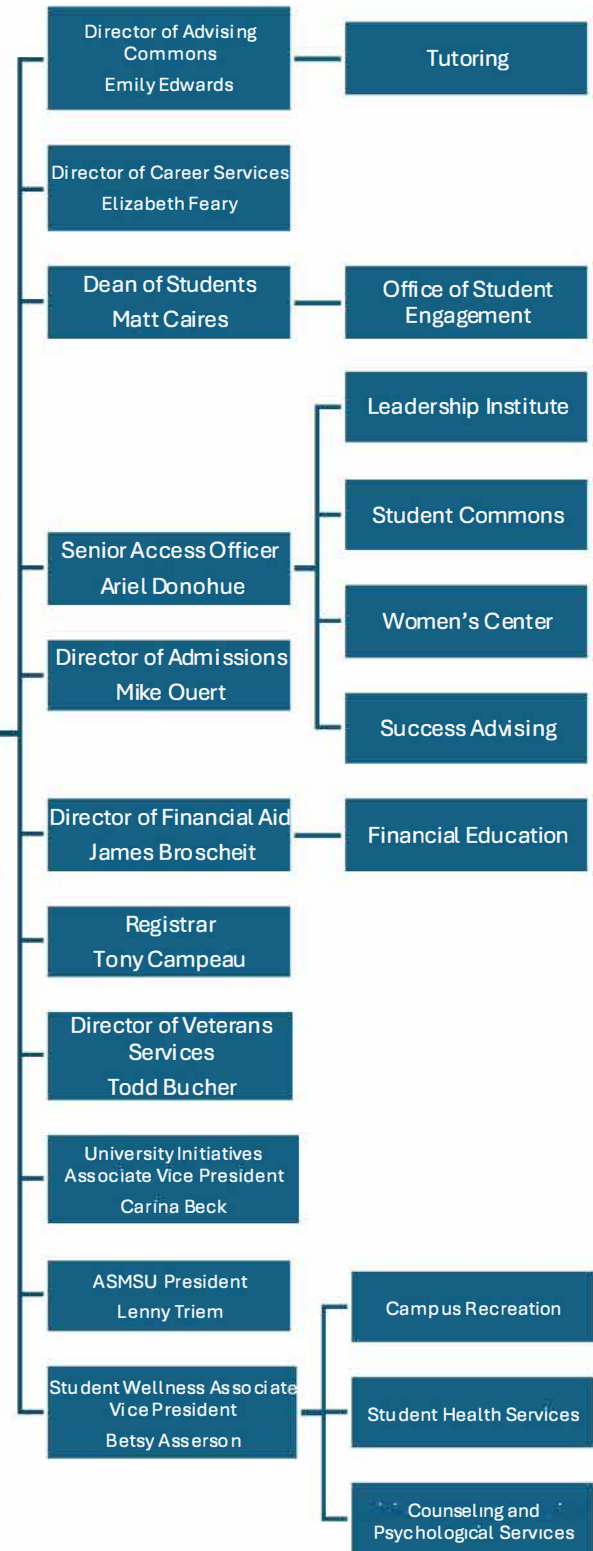 Director of Advising
Commons
Emily Edwards
Tutoring
Director of Career Services
Elizabeth Feary
Dean of Students
Matt Caires
Office of Student
Engagement
Leadership Institute
Student Commons
Senior Access Officer
Ariel Donohue
Women's Center
Director of Admissions
Mike Ouert
Success Advising
Director of Financial Aid
James Broscheit
Financial Education
Registrar
Tony Campeau
Director of Veterans
Services
Todd Bucher
University Initiatives
Associate Vice President
Carina Beck
ASMSU President
Lenny Triem
Campus Recreation
Student Wellness Associate
Vice President
Betsy Asserson
Student Health Services
Counseling and
Psychological Services